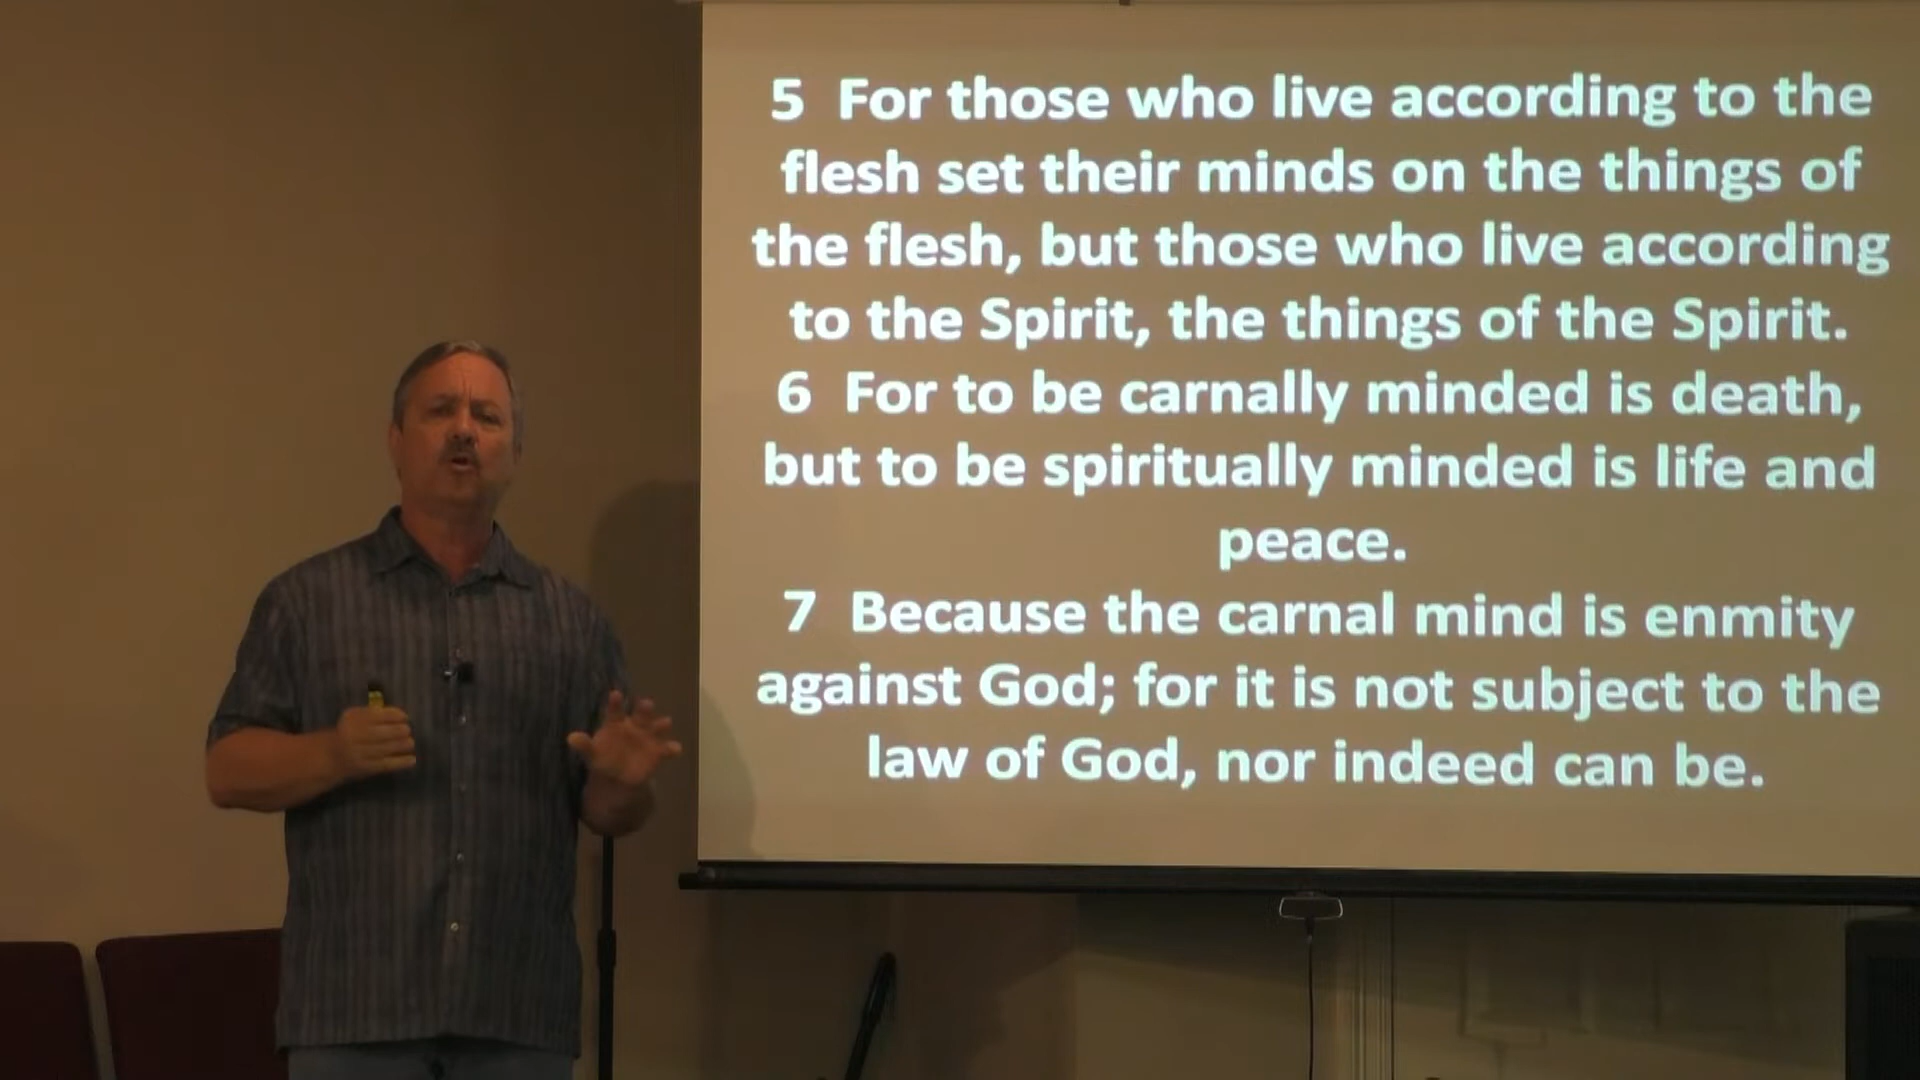 5 For those who live according to the
flesh set their minds on the things of
the flesh, but those who live according
to the Spirit, the things of the Spirit.
6 For to be carnally minded is death,
but to be spiritually minded is life and
peace.
7 Because the carnal mind is enmity
against God; for it is not subject to the
law of God, nor indeed can be.